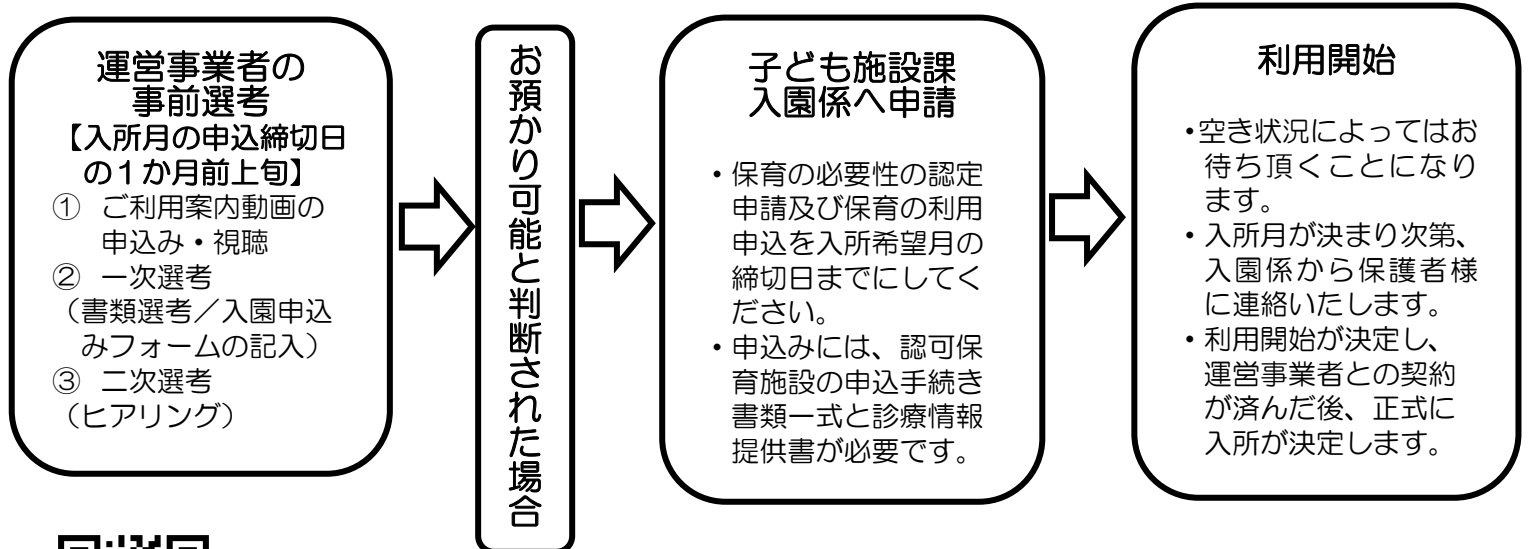 運営事業者の
事前選考
【入所月の申込締切日
の１か月前上旬】
① ご利用案内動画の
申込み・視聴
② 一次選考
（書類選考／入園申込
みフォームの記入）
③ 二次選考
（ヒアリング）
お預かり可能と判断された場合
子ども施設課
入園係へ申請
・保育の必要性の認定
申請及び保育の利用
申込を入所希望月の
締切日までにしてく
ださい。
・申込みには、認可保
育施設の申込手続き
書類一式と診療情報
提供書が必要です。
利用開始
・空き状況によってはお
待ち頂くことになり
ます。
・入所月が決まり次第、
入園係から保護者様
に連絡いたします。
・利用開始が決定し、
運営事業者との契約
が済んだ後、正式に
入所が決定します。